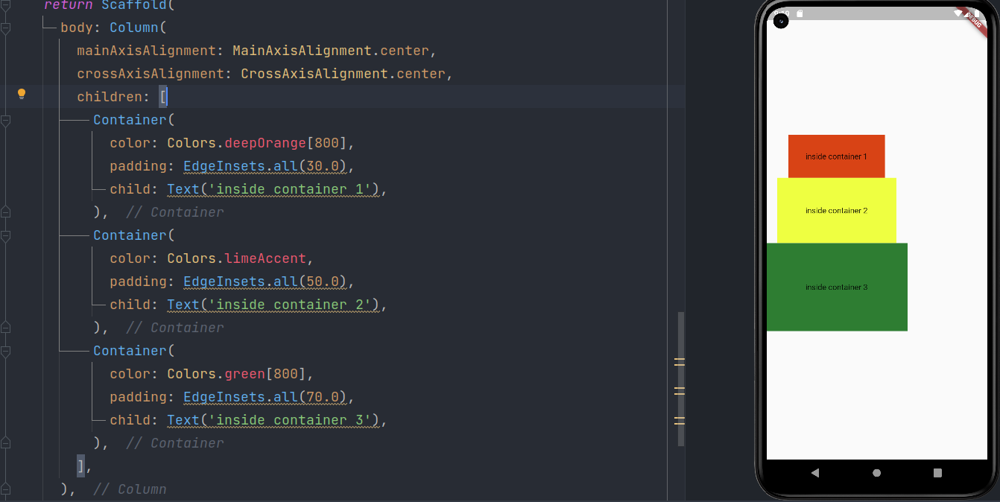 return Scaffold(
body: Column(
mainAxisAlignment: MainAxisAlignment.center,
crossAxisAlignment: CrossAxisAlignment.center,
children: [
Container(
color: Colors.deepOrange[800],
padding: EdgeInsets.all(30.0),
child: Text('inside container 1'),
), // Container
Container(
color: Colors.limeAccent,
padding: EdgeInsets.all(50.0),
child: Text('inside container 2'),
), // Container
Container(
color: Colors.green[800],
padding: EdgeInsets.all(70.0),
child: Text('inside container 3'),
), // Container
],
), // Column
DEBUG
inside container 1
inside container 2
inside container 3